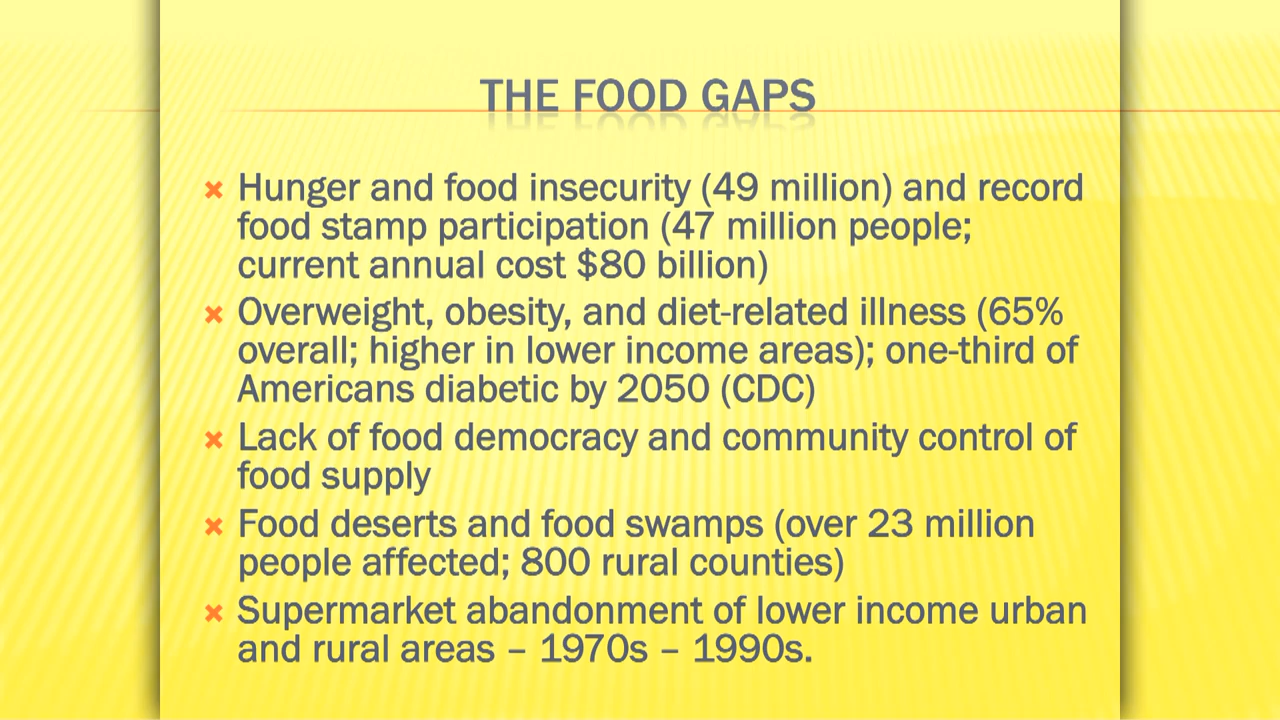 THE FOOD GAPS
Hunger and food insecurity (49 million) and record
food stamp participation (47 million people;
current annual cost $80 billion)
Overweight, obesity, and diet-related illness (65%
overall; higher in lower income areas); one-third of
Americans diabetic by 2050 (CDC)
Lack of food democracy and community control of
food supply
Food deserts and food swamps (over 23 million
people affected; 800 rural counties)
Supermarket abandonment of lower income urban
and rural areas – 1970s – 1990s.